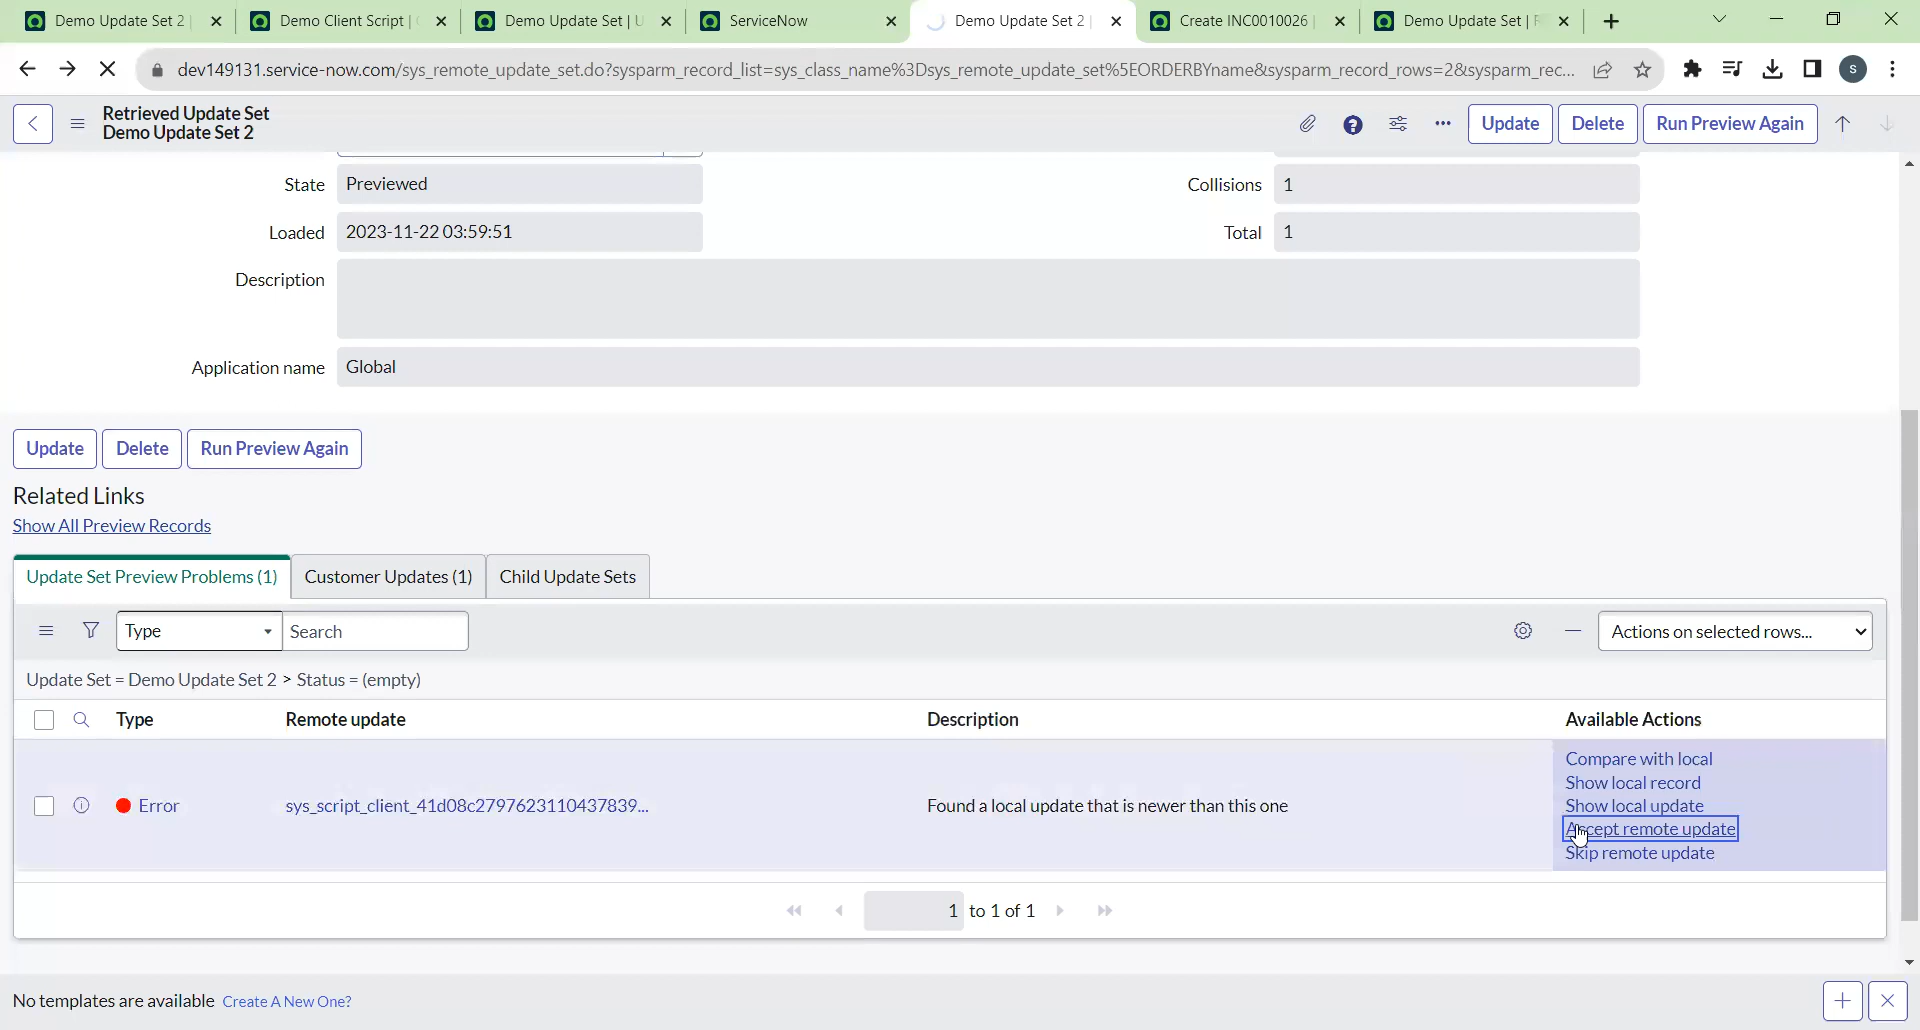 Demo Update Set 2
Demo Client Script |
Demo Update Set | U
ServiceNow
Demo Update Set 2
Create INC0010026
Demo Update Set |
dev149131.service-now.com/sys_remote_update_set.do?sysparm_record_list=sys_class_name%3Dsys_remote_update_set%5EORDERBYname&sysparm_record_rows=2&sysparm_rec...
S
Retrieved Update Set
Demo Update Set 2
Update
Delete
Run Preview Again
State
Previewed
Collisions
1
Loaded
2023-11-22 03:59:51
Total
1
Description
Application name
Global
Update
Delete
Run Preview Again
Related Links
Show All Preview Records
Update Set Preview Problems (1)
Customer Updates (1)
Child Update Sets
Type
Search
Actions on selected rows...
Update Set = Demo Update Set 2 > Status = (empty)
Type
Remote update
Description
Available Actions
Error
sys_script_client_41d08c2797623110437839...
Found a local update that is newer than this one
Compare with local
Show local record
Show local update
Accept remote update
Skip remote update
1 to 1 of 1
No templates are available Create A New One?